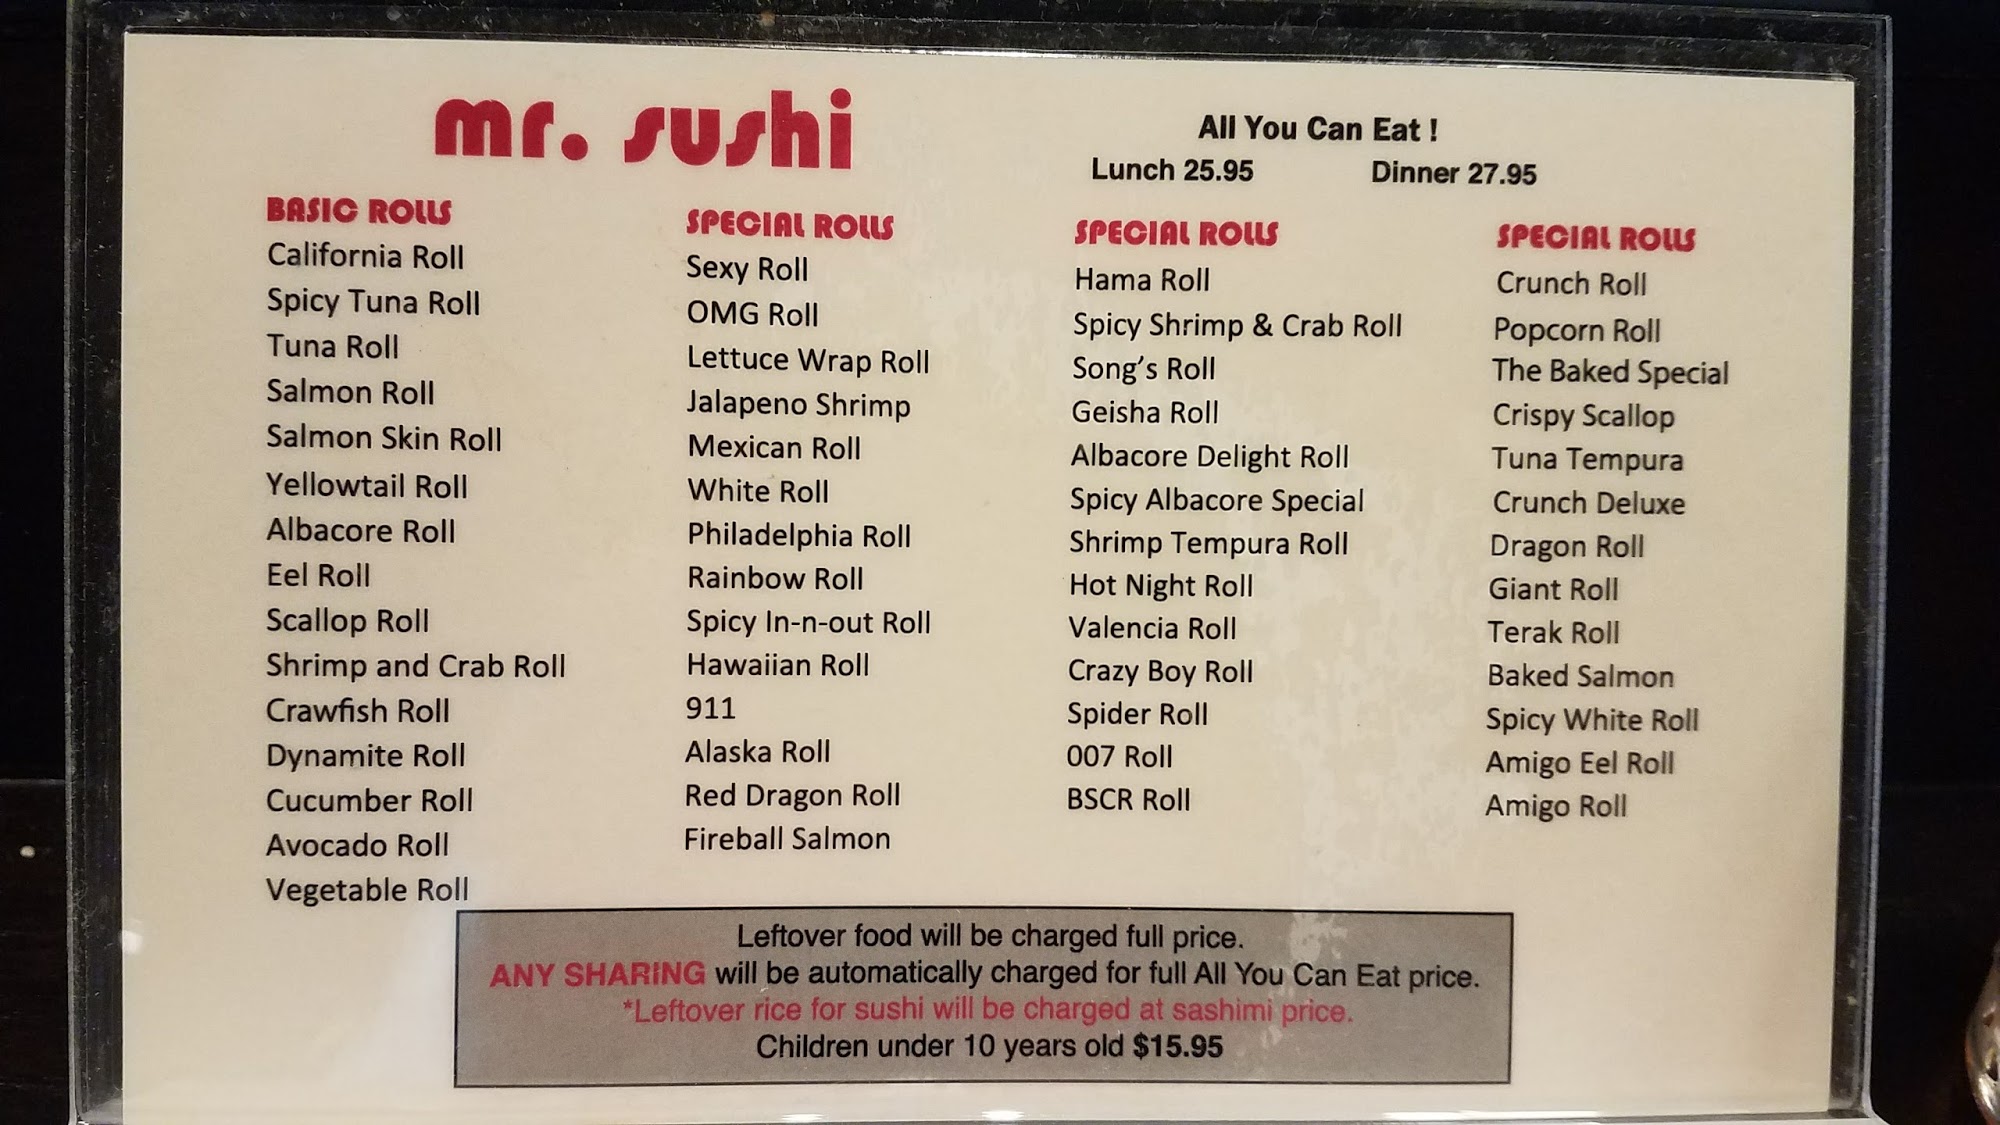 mr. sushi
All You Can Eat !
Lunch 25.95 Dinner 27.95
BASIC ROLLS
California Roll
Spicy Tuna Roll
Tuna Roll
Salmon Roll
Salmon Skin Roll
Yellowtail Roll
Albacore Roll
Eel Roll
Scallop Roll
Shrimp and Crab Roll
Crawfish Roll
Dynamite Roll
Cucumber Roll
Avocado Roll
Vegetable Roll
SPECIAL ROLLS
Sexy Roll
OMG Roll
Lettuce Wrap Roll
Jalapeno Shrimp
Mexican Roll
White Roll
Philadelphia Roll
Rainbow Roll
Spicy In-n-out Roll
Hawaiian Roll
911
Alaska Roll
Red Dragon Roll
Fireball Salmon
SPECIAL ROLLS
Hama Roll
Spicy Shrimp & Crab Roll
Song's Roll
Geisha Roll
Albacore Delight Roll
Spicy Albacore Special
Shrimp Tempura Roll
Hot Night Roll
Valencia Roll
Crazy Boy Roll
Spider Roll
007 Roll
BSCR Roll
SPECIAL ROLLS
Crunch Roll
Popcorn Roll
The Baked Special
Crispy Scallop
Tuna Tempura
Crunch Deluxe
Dragon Roll
Giant Roll
Terak Roll
Baked Salmon
Spicy White Roll
Amigo Eel Roll
Amigo Roll
Leftover food will be charged full price.
ANY SHARING will be automatically charged for full All You Can Eat price.
*Leftover rice for sushi will be charged at sashimi price.
Children under 10 years old $15.95